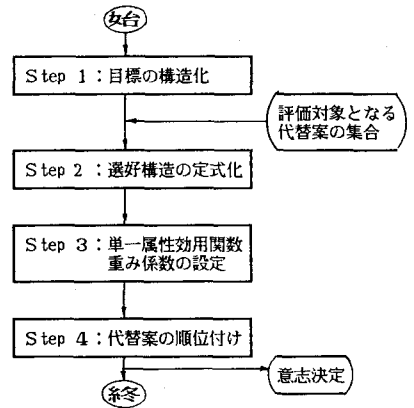 始
Step 1：目標の構造化
評価対象となる
代替案の集合
Step 2：選好構造の定式化
Step 3：単一属性効用関数
重み係数の設定
Step 4：代替案の順位付け
意志決定
終